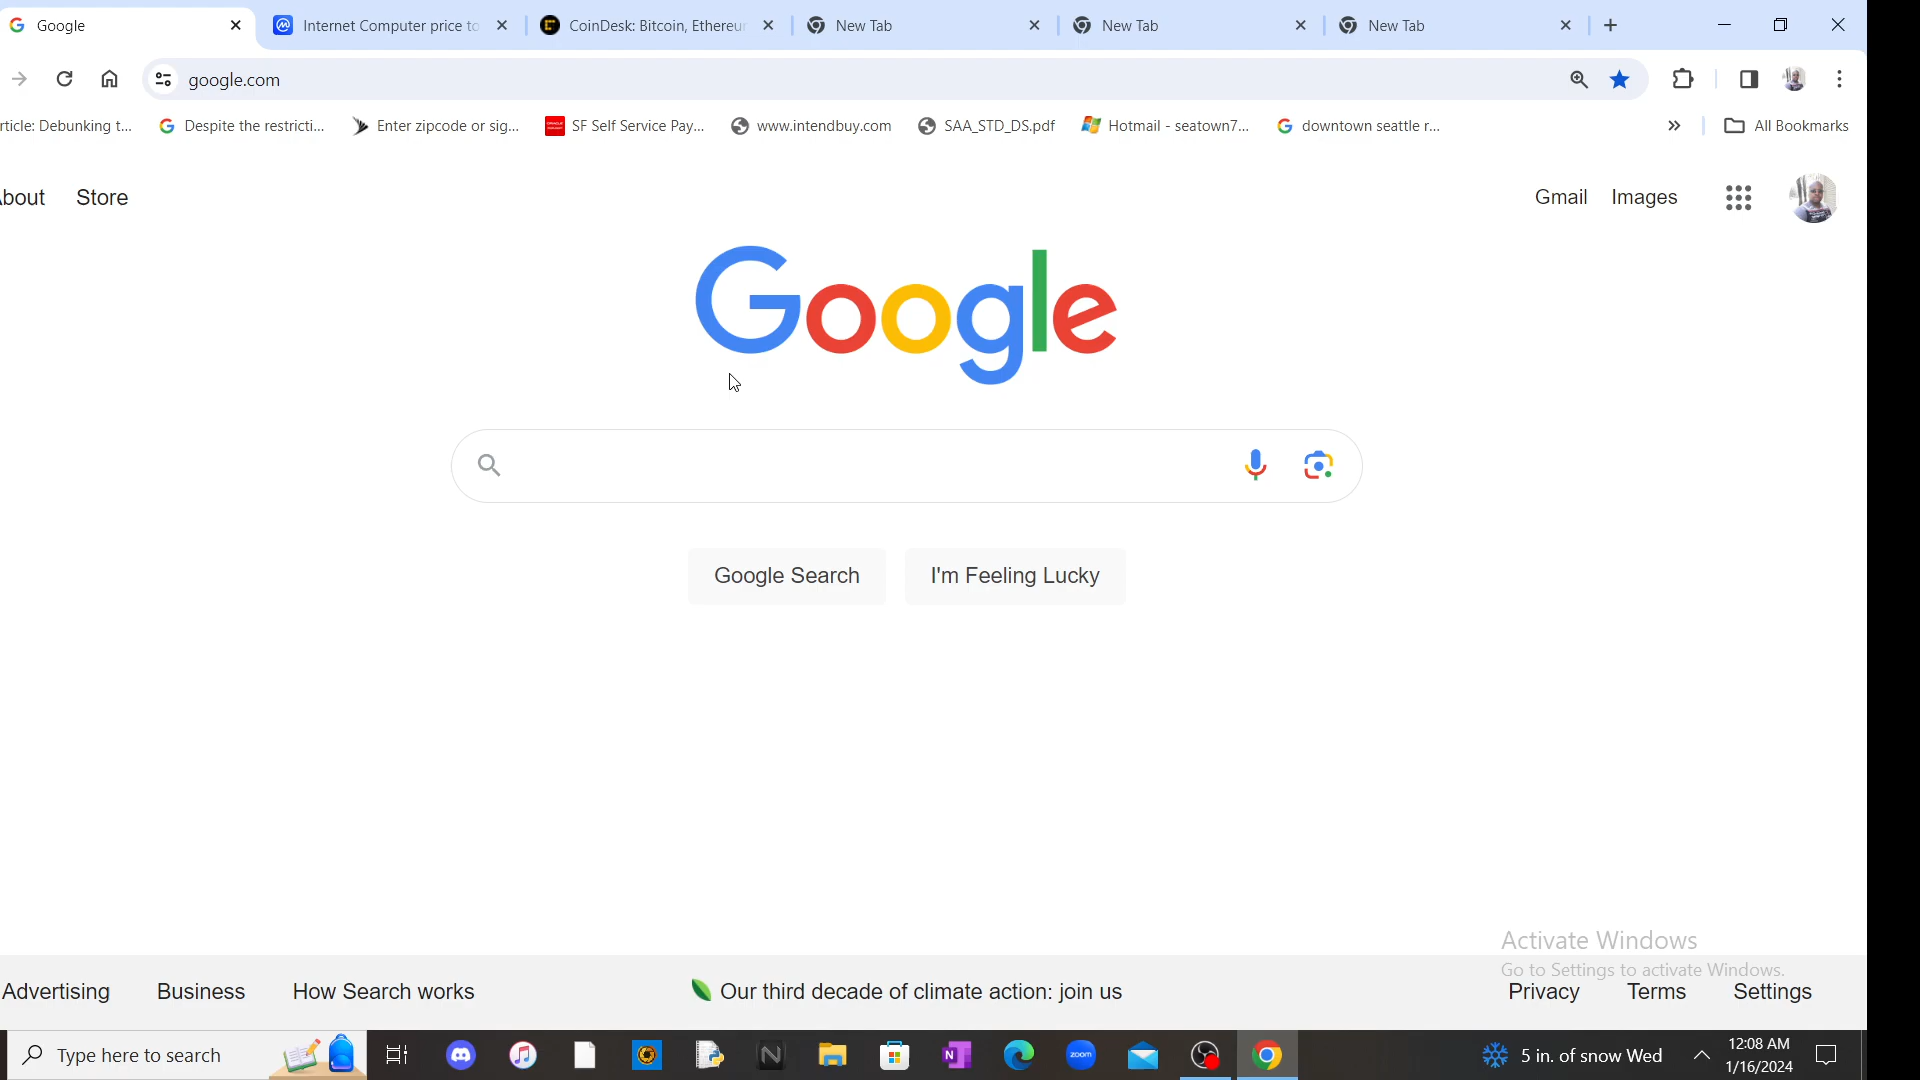 Google
Internet Computer price to
CoinDesk: Bitcoin, Ethereu
New Tab
New Tab
New Tab
google.com
rticle: Debunking t...
Despite the restricti...
Enter zipcode or sig...
SF Self Service Pay...
www.intendbuy.com
SAA_STD_DS.pdf
Hotmail - seatown7...
downtown seattle r...
All Bookmarks
bout
Store
Gmail
Images
Google
Google Search
I'm Feeling Lucky
Activate Windows
Go to Settings to activate Windows.
Advertising
Business
How Search works
Our third decade of climate action: join us
Privacy
Terms
Settings
Type here to search
zoom
5 in. of snow Wed
12:08 AM
1/16/2024